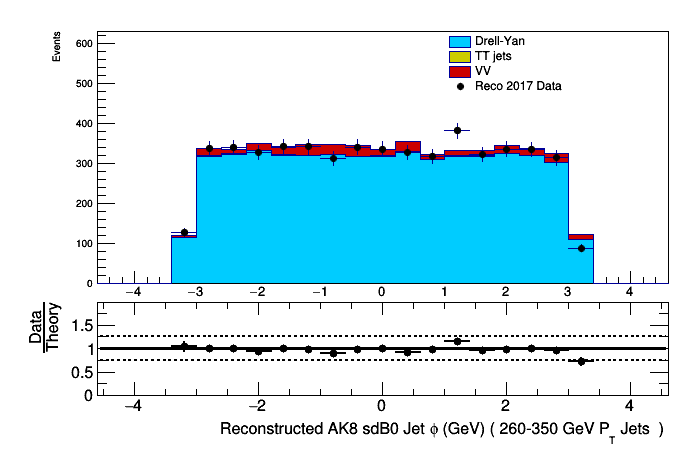 Events
600
500
400
300
200
100
0
Drell-Yan
TT jets
VV
Reco 2017 Data
−4 −3 −2 −1 0 1 2 3 4
Data
Theory
1.5
1
0.5
0
−4 −2 0 2 4
Reconstructed AK8 sdB0 Jet ϕ (GeV) ( 260-350 GeV P_T Jets )